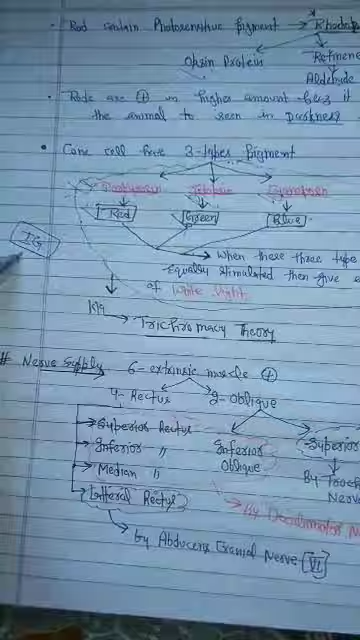 • Rod contain Photosensitive Pigment → Rhodop
Opsin Protein
Retinene
Aldehyde
• Rods are ⊕ in higher amount bcz it
the animal to seen in Darkness
• Cone cell have 3-types Pigment
Red Green Blue
When these three type
Equally stimulated then give
of White light
→ Trichromacy Theory
# Nerve Supply 6- extrinsic muscle ⊕
4- Rectus 2- Oblique
→ Superior Rectus
→ Inferior "
→ Median "
→ Lateral Rectus
Inferior Oblique
Superior
By Troch
Nerve
→ by Abducens Cranial Nerve VI